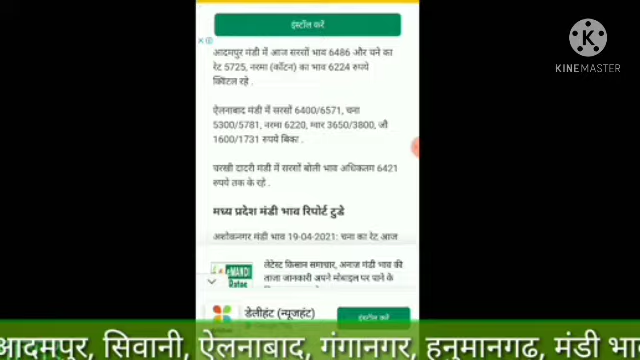 इंस्टॉल करें
आदमपुर मंडी में आज सरसों भाव 6486 और चने का
रेट 5725, नरमा (कॉटन) का भाव 6224 रुपये
क्विंटल रहे .
KINEMASTER
ऐलनाबाद मंडी में सरसों 6400/6571, चना
5300/5781, नरमा 6220, ग्वार 3650/3800, जौ
1600/1731 रुपये बिका .
चरखी दादरी मंडी में सरसों बोली भाव अधिकतम 6421
रुपये तक के रहे .
मध्य प्रदेश मंडी भाव रिपोर्ट टुडे
अशोकनगर मंडी भाव 19-04-2021: चना का रेट आज
लेटेस्ट किसान समाचार, अनाज मंडी भाव की
ताजा जानकारी अपने मोबाइल पर पाने के
eMANDI
Rates
डेलीहंट (न्यूजहंट)
इंस्टॉल करें
आदमपुर, सिवानी, ऐलनाबाद, गंगानगर, हनुमानगढ, मंडी भा